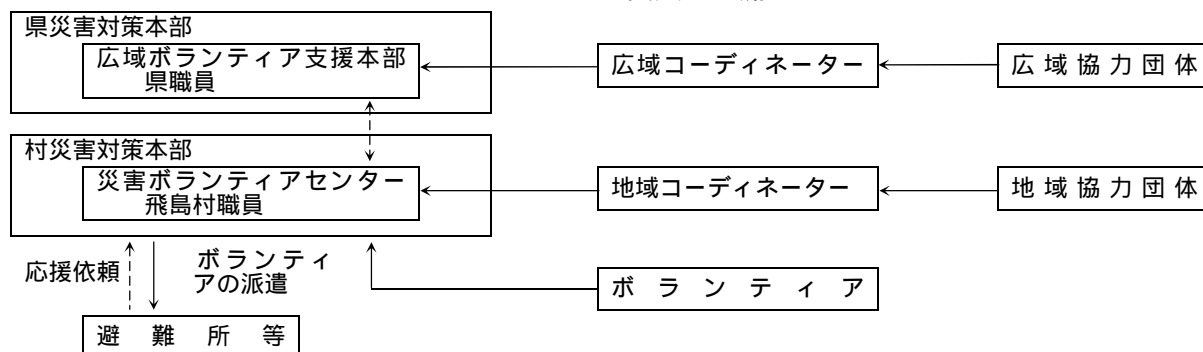 県災害対策本部
広域ボランティア支援本部
県職員
広域コーディネーター
広域協力団体
村災害対策本部
災害ボランティアセンター
飛島村職員
地域コーディネーター
地域協力団体
応援依頼
ボランティ
アの派遣
ボランティア
避難所等